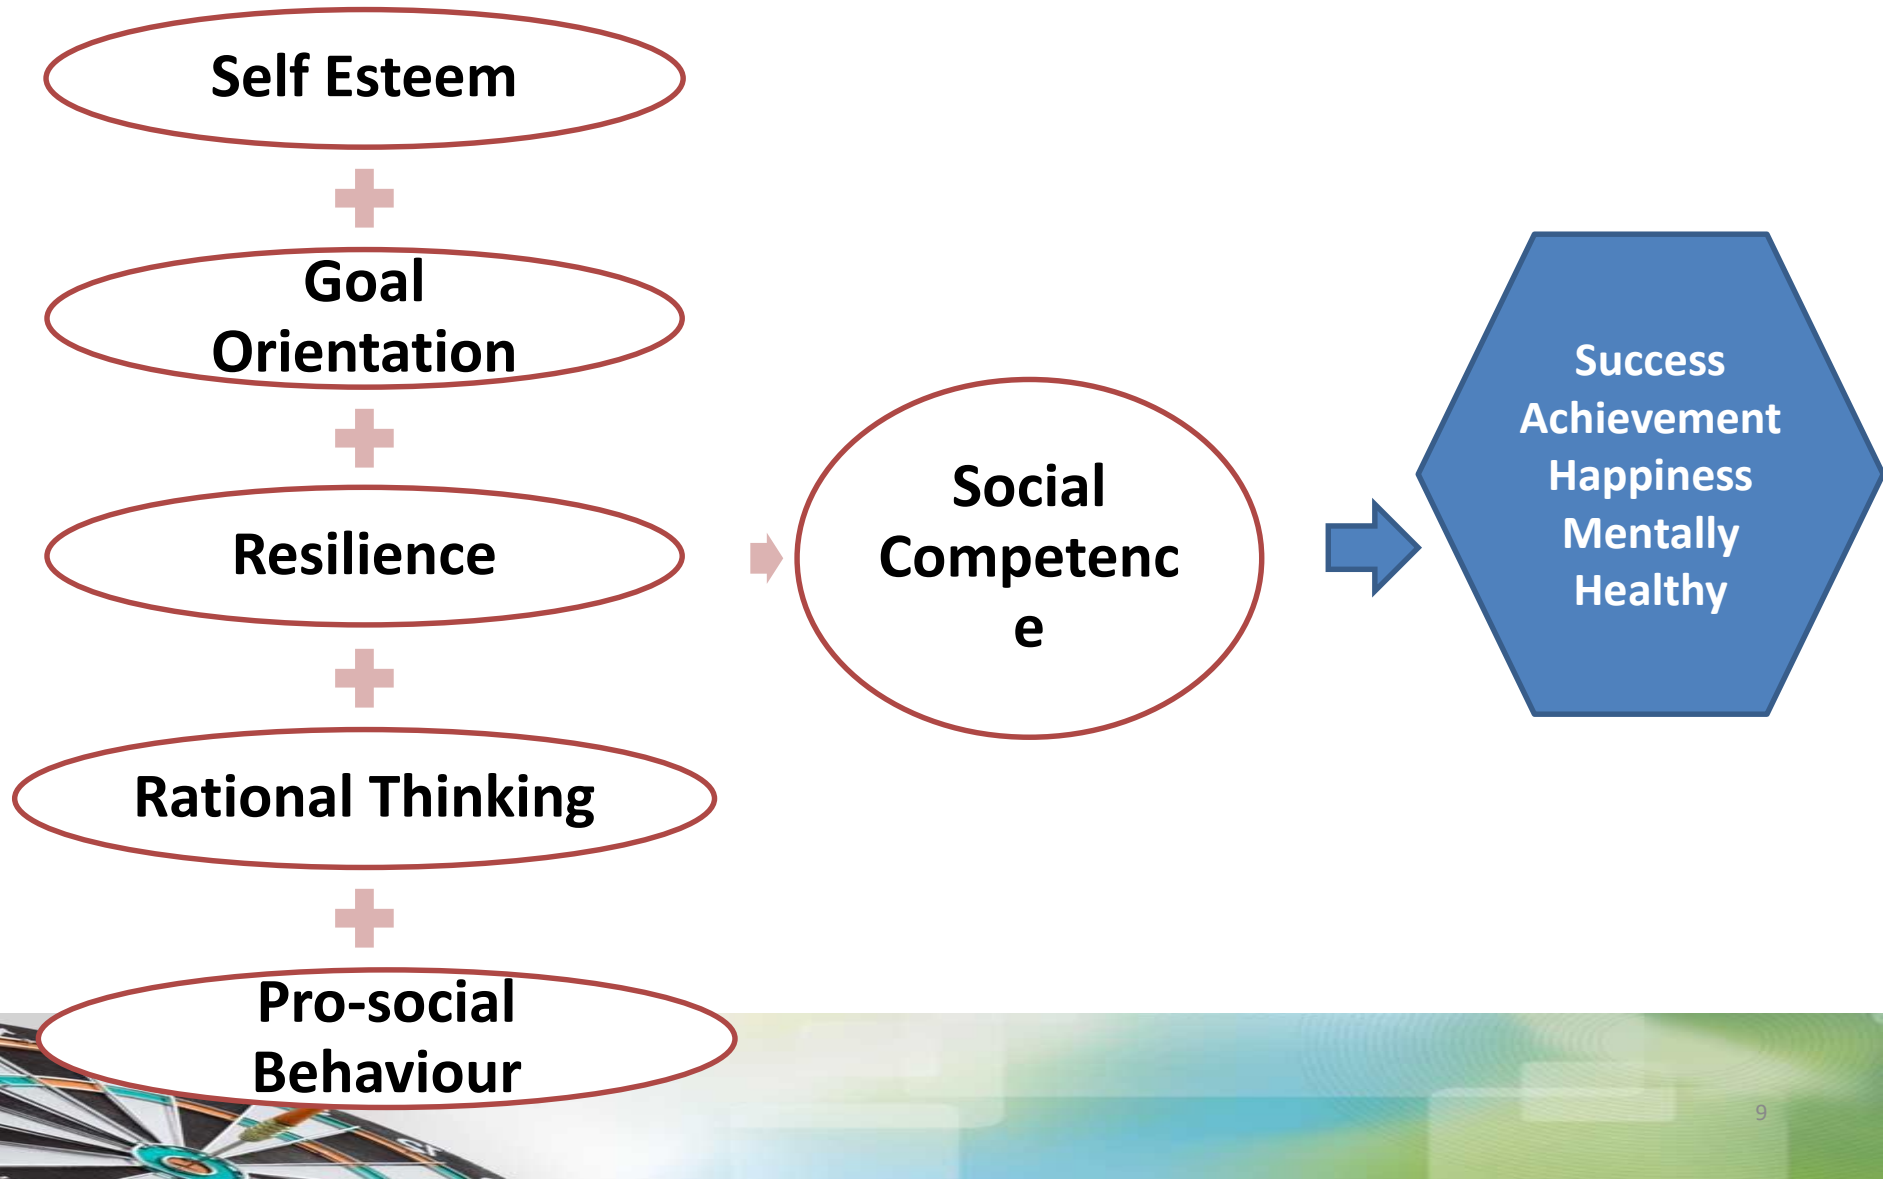 Self Esteem
Goal
Orientation
Resilience
Rational Thinking
Pro-social
Behaviour
Social
Competenc
e
Success
Achievement
Happiness
Mentally
Healthy
9